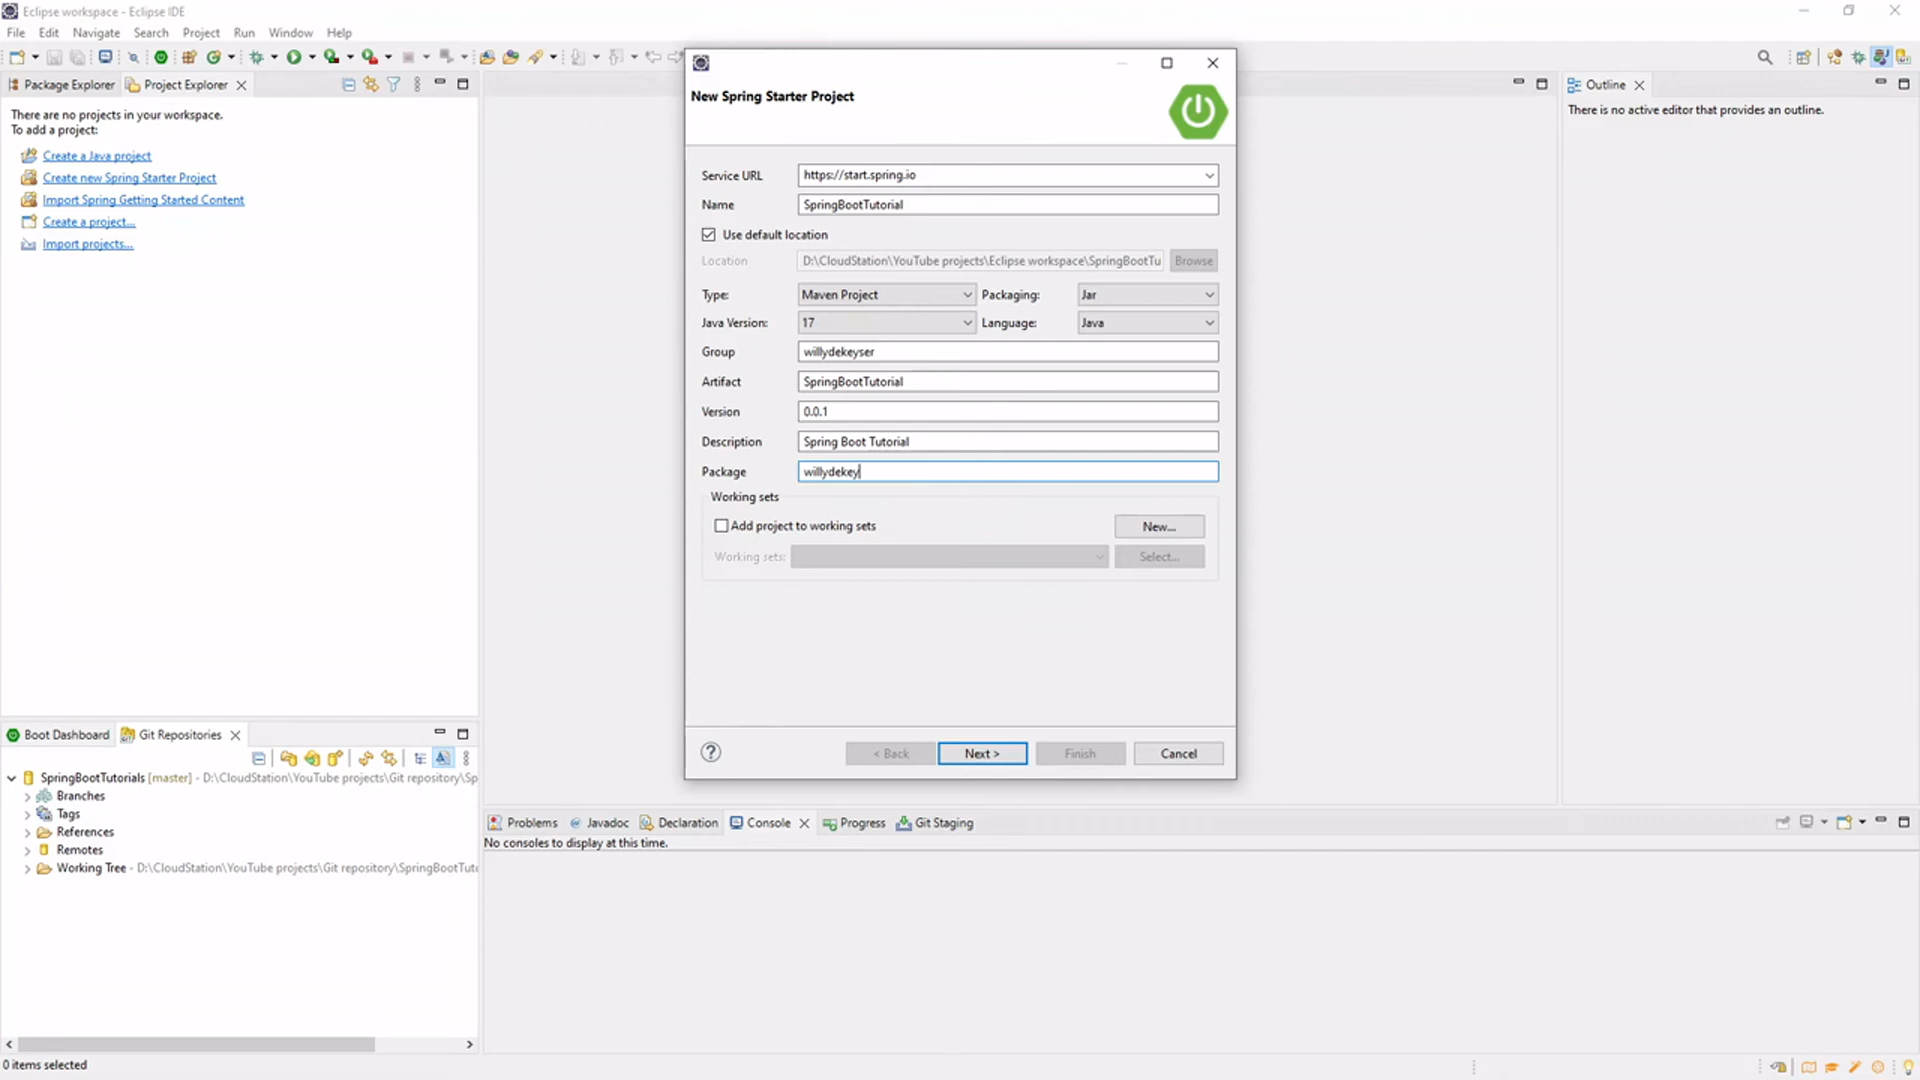 Eclipse workspace - Eclipse IDE
File Edit Navigate Search Project Run Window Help
Package Explorer Project Explorer
There are no projects in your workspace.
To add a project:
Create a Java project
Create new Spring Starter Project
Import Spring Getting Started Content
Create a project...
Import projects...
New Spring Starter Project
Service URL https://start.spring.io
Name SpringBootTutorial
Use default location
Location D:\CloudStation\YouTube projects\Eclipse workspace\SpringBootTu Browse
Type: Maven Project Packaging: Jar
Java Version: 17 Language: Java
Group willydekeyser
Artifact SpringBootTutorial
Version 0.0.1
Description Spring Boot Tutorial
Package willydekey
Working sets
Add project to working sets New...
Working sets: Select...
? < Back Next > Finish Cancel
Outline
There is no active editor that provides an outline.
Boot Dashboard Git Repositories
SpringBootTutorials [master] - D:\CloudStation\YouTube projects\Git repository\Sp
Branches
Tags
References
Remotes
Working Tree - D:\CloudStation\YouTube projects\Git repository\SpringBootTuto
Problems Javadoc Declaration Console Progress Git Staging
No consoles to display at this time.
0 items selected